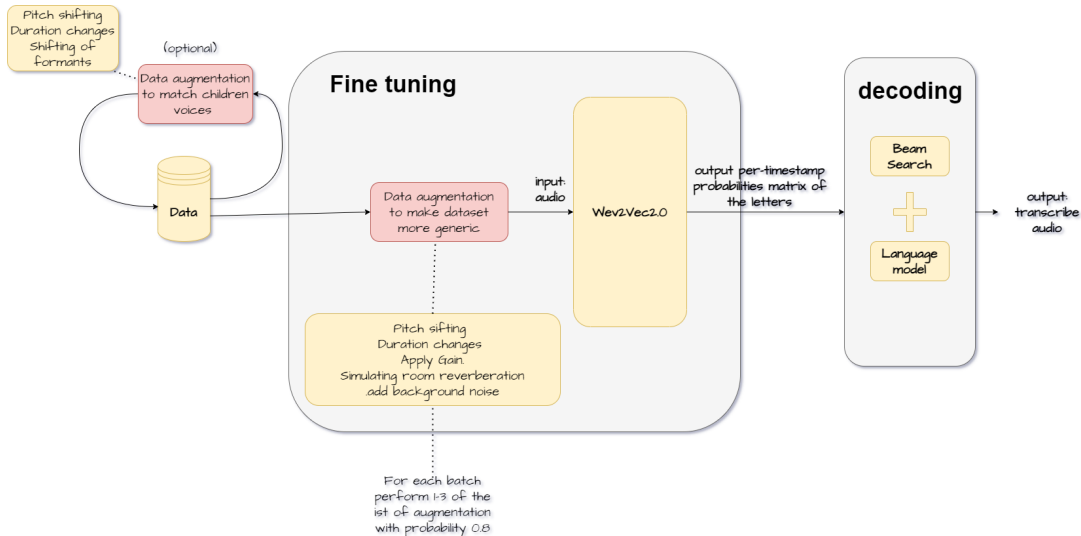 Pitch shifting
Duration changes
Shifting of
formants
(optional)
Data augmentation
to match children
voices
Data
Fine tuning
Data augmentation
to make dataset
more generic
input:
audio
Wev2Vec2.0
Pitch sifting
Duration changes
Apply Gain.
Simulating room reverberation
.add background noise
For each batch
perform 1-3 of the
ist of augmentation
with probability 0.8
output per-timestamp
probabilities matrix of
the letters
decoding
Beam
Search
Language
model
output:
transcribe
audio